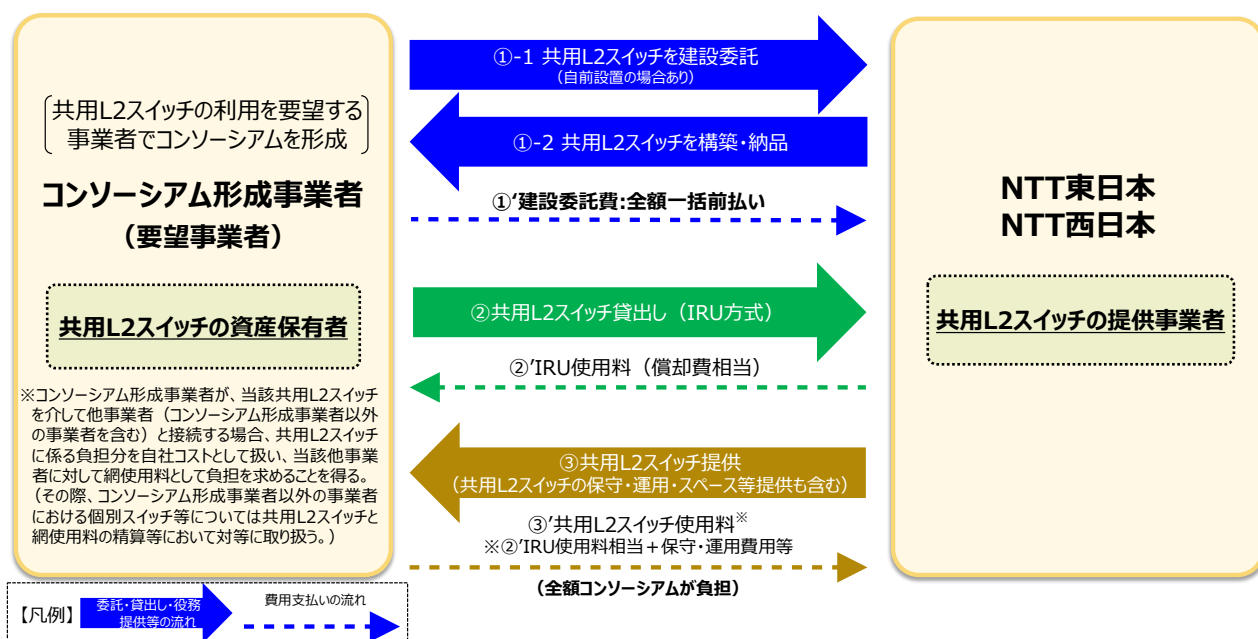 共用L2スイッチの利用を要望する
事業者でコンソーシアムを形成
コンソーシアム形成事業者
（要望事業者）
共用L2スイッチの資産保有者
※コンソーシアム形成事業者が、当該共用L2スイッチ
を介して他事業者（コンソーシアム形成事業者以外
の事業者を含む）と接続する場合、共用L2スイッチ
に係る負担分を自社コストとして扱い、当該他事業
者に対して網使用料として負担を求めることを得る。
（その際、コンソーシアム形成事業者以外の事業者
における個別スイッチ等については共用L2スイッチと
網使用料の精算等において対等に取り扱う。）
①-1 共用L2スイッチを建設委託
（自前設置の場合あり）
①-2 共用L2スイッチを構築・納品
①‘建設委託費:全額一括前払い
②共用L2スイッチ貸出し（IRU方式）
②’IRU使用料（償却費相当）
③共用L2スイッチ提供
（共用L2スイッチの保守・運用・スペース等提供も含む）
③’共用L2スイッチ使用料※
※②’IRU使用料相当＋保守・運用費用等
（全額コンソーシアムが負担）
NTT東日本
NTT西日本
共用L2スイッチの提供事業者
【凡例】
委託・貸出し・役務
提供等の流れ
費用支払いの流れ